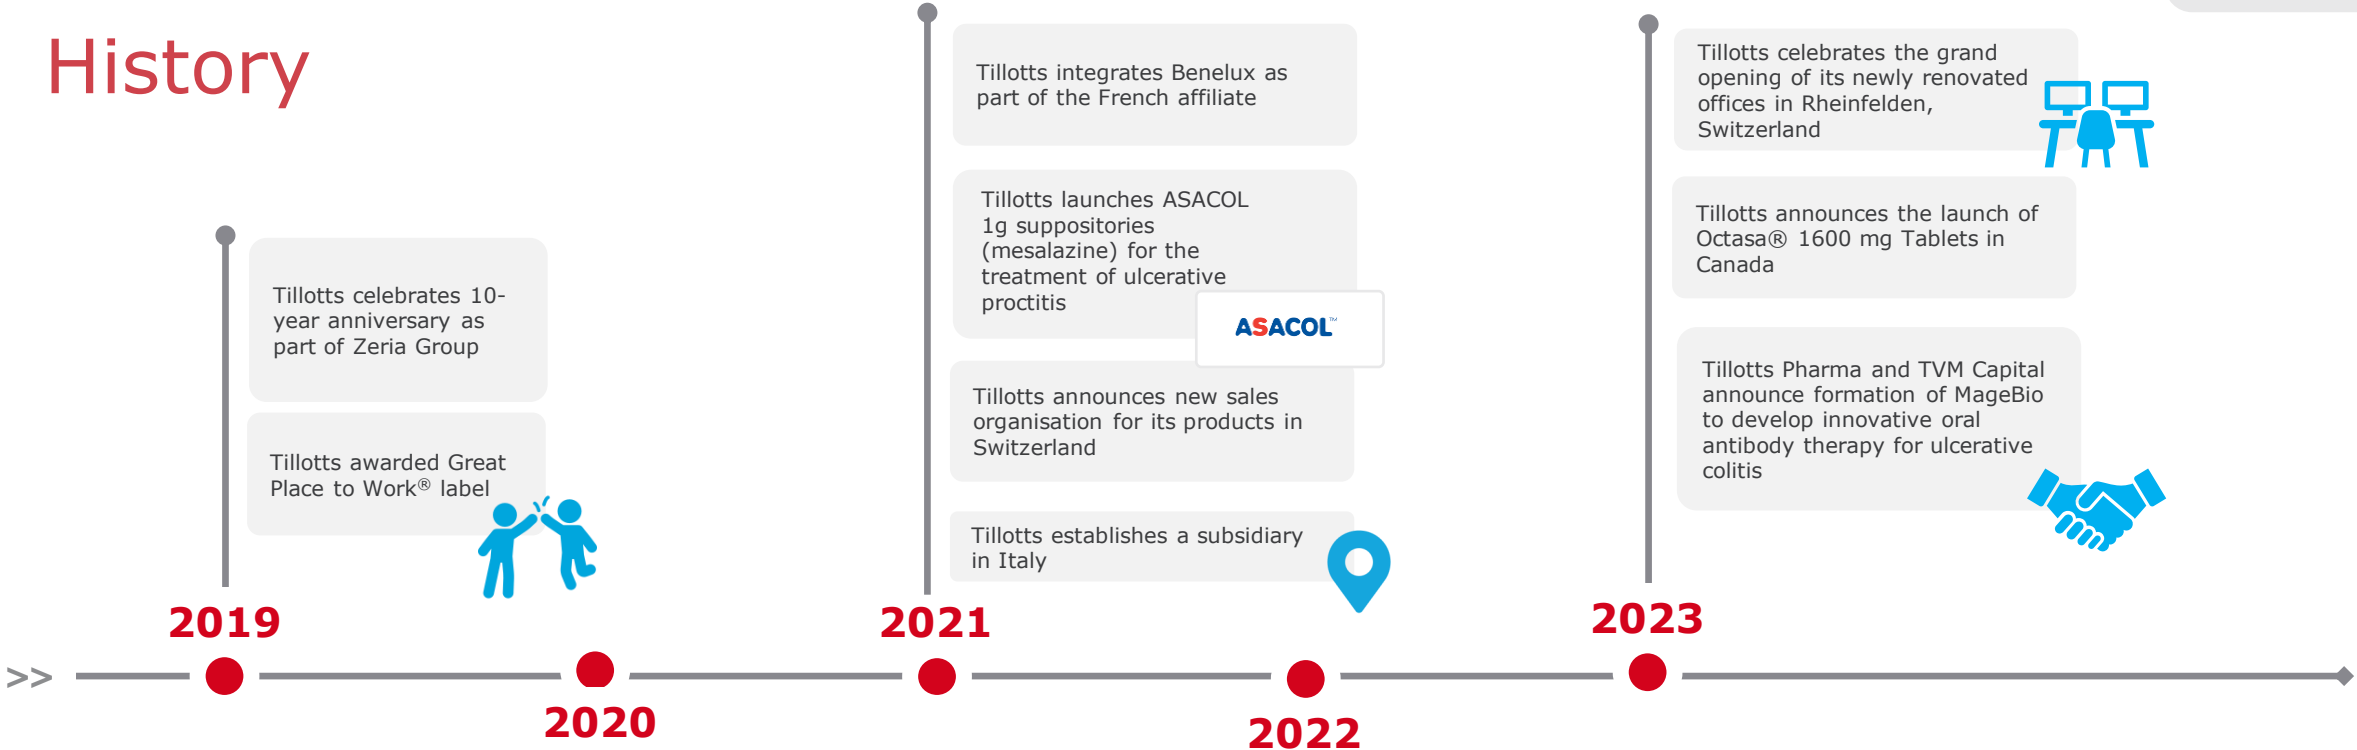 History
Tillotts celebrates 10-
year anniversary as
part of Zeria Group
Tillotts awarded Great
Place to Work® label
2019
2020
Tillotts integrates Benelux as
part of the French affiliate
Tillotts launches ASACOL
1g suppositories
(mesalazine) for the
treatment of ulcerative
proctitis
ASACOL™
Tillotts announces new sales
organisation for its products in
Switzerland
Tillotts establishes a subsidiary
in Italy
2021
2022
Tillotts celebrates the grand
opening of its newly renovated
offices in Rheinfelden,
Switzerland
Tillotts announces the launch of
Octasa® 1600 mg Tablets in
Canada
Tillotts Pharma and TVM Capital
announce formation of MageBio
to develop innovative oral
antibody therapy for ulcerative
colitis
2023
>>